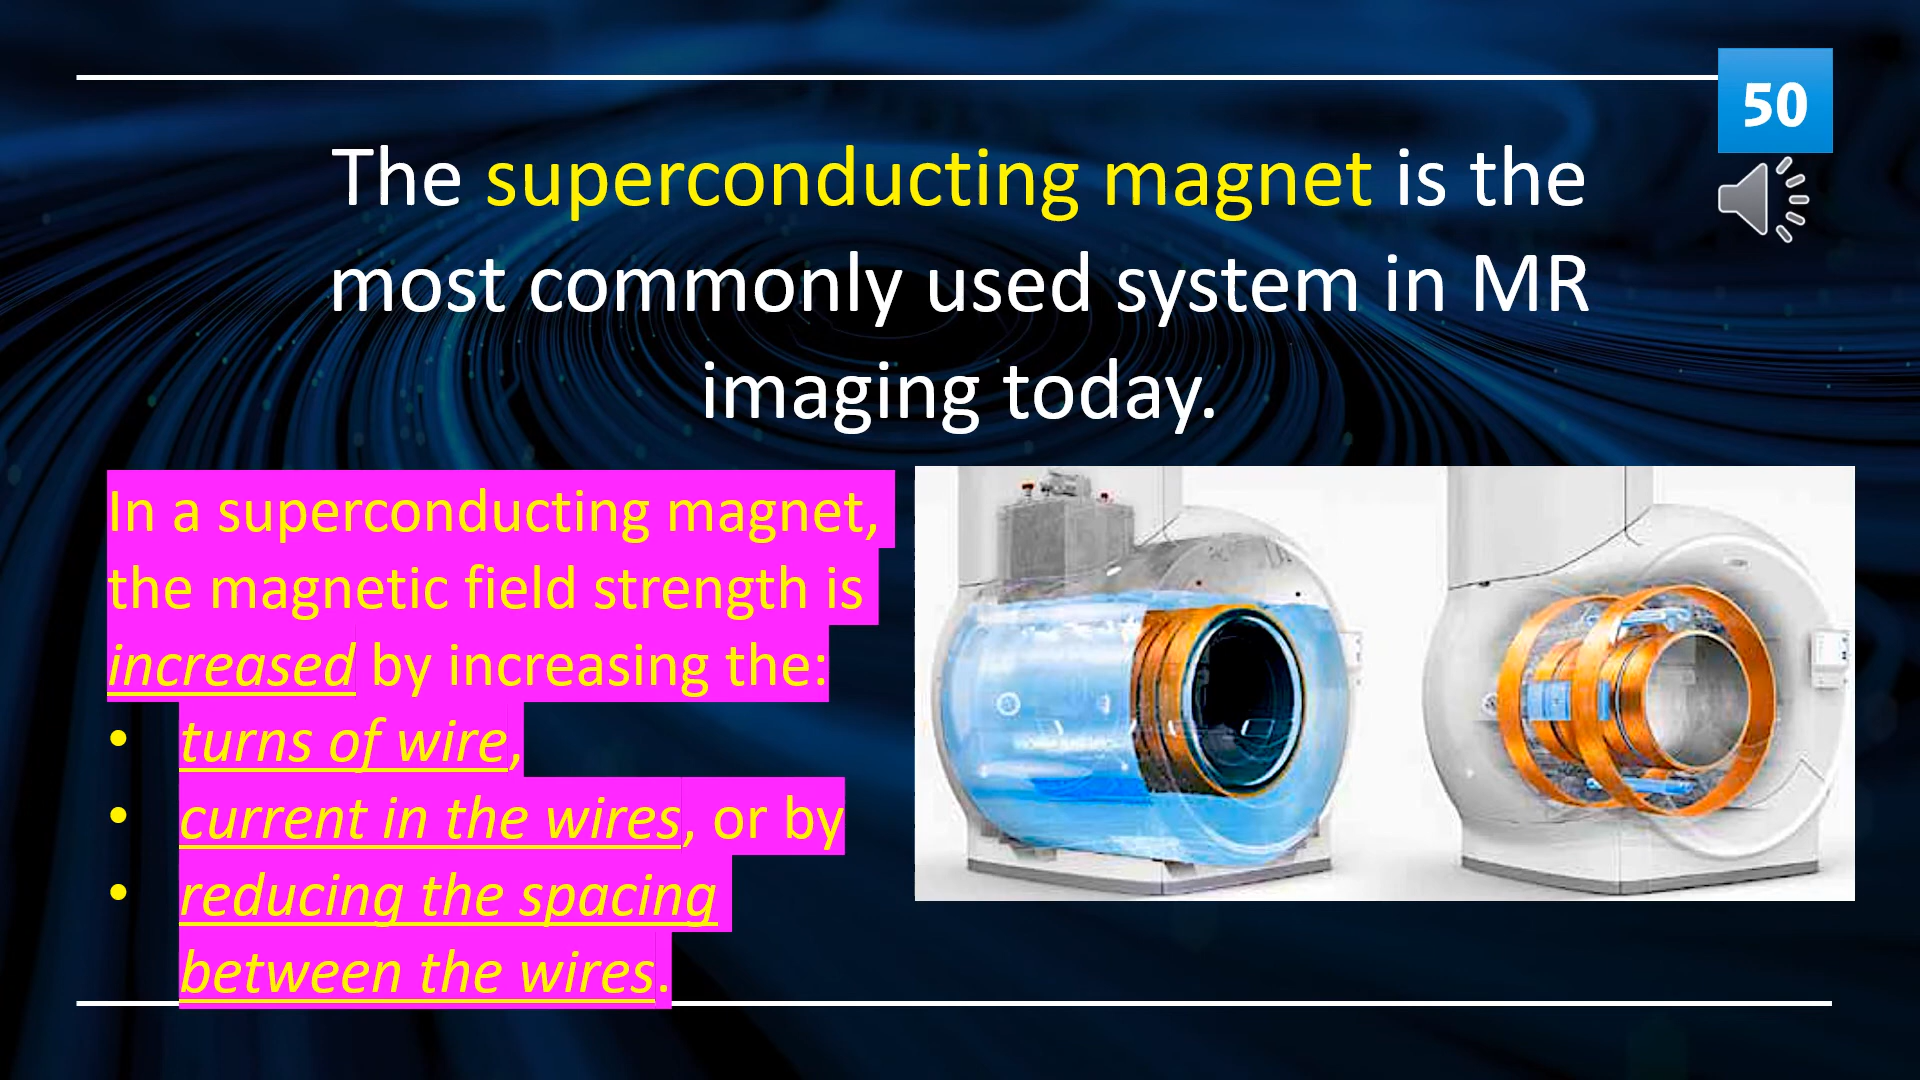 50
The superconducting magnet is the
most commonly used system in MR
imaging today.
In a superconducting magnet,
the magnetic field strength is
increased by increasing the:
• turns of wire,
• current in the wires, or by
• reducing the spacing
between the wires.